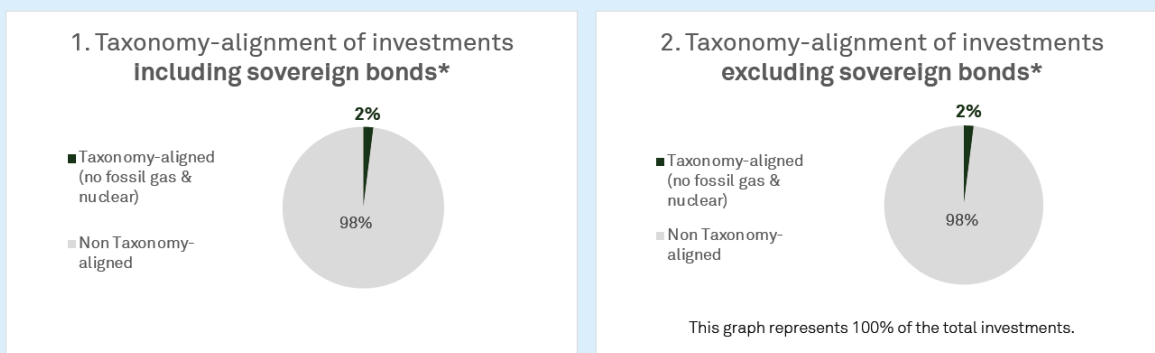 1. Taxonomy-alignment of investments
including sovereign bonds*
2%
Taxonomy-aligned
(no fossil gas &
nuclear)
98%
Non Taxonomy-
aligned
2. Taxonomy-alignment of investments
excluding sovereign bonds*
2%
Taxonomy-aligned
(no fossil gas &
nuclear)
98%
Non Taxonomy-
aligned
This graph represents 100% of the total investments.